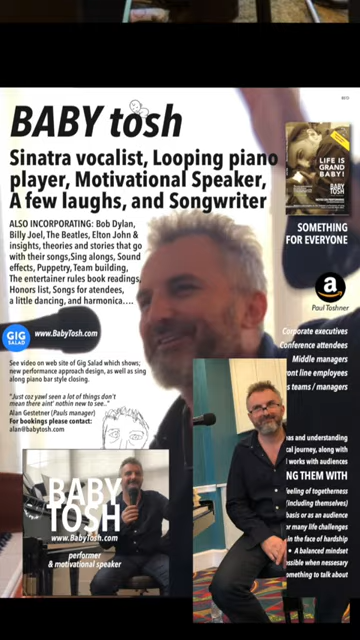 BABY tosh
Sinatra vocalist, Looping piano
player, Motivational Speaker,
A few laughs, and Songwriter
ALSO INCORPORATING: Bob Dylan,
Billy Joel, The Beatles, Elton John &
insights, theories and stories that go
with their songs,Sing alongs, Sound
effects, Puppetry, Team building,
The entertainer rules book readings,
Honors list, Songs for attendes,
a little dancing, and harmonica....
GIG
SALAD
www.BabyTosh.com
See video on web site of Gig Salad which shows;
new performance approach design, as well as sing
along piano bar style closing.
"Just coz yawl seen a lot of things don't
mean there aint' nothin new to see.."
Alan Gestetner (Pauls manager)
For bookings please contact:
alan@babytosh.com
BABY
TOSH
www.BabyTosh.com
performer
& motivational speaker
LIFE IS
GRAND
BABY!
BABY
TOSH
SOMETHING
FOR EVERYONE
a
Paul Toshner
Corporate executives
Conference attendees
Middle managers
ont line employees
s teams / managers
as and understanding
cal journey, along with
works with audiences
NG THEM WITH
feeling of togetherness
(including themselves)
basis or as an audience
r many life challenges
in the face of hardship
• A balanced mindset
ossible when nessesary
omething to talk about